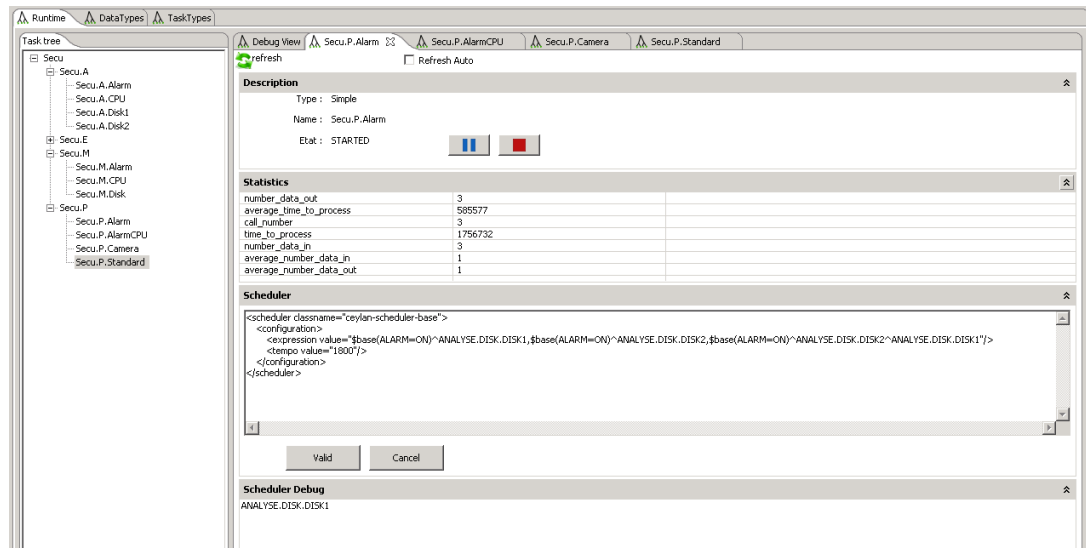 Runtime DataTypes TaskTypes
Task tree
Secu
Secu.A
Secu.A.Alarm
Secu.A.CPU
Secu.A.Disk1
Secu.A.Disk2
Secu.E
Secu.M
Secu.M.Alarm
Secu.M.CPU
Secu.M.Disk
Secu.P
Secu.P.Alarm
Secu.P.AlarmCPU
Secu.P.Camera
Secu.P.Standard
Debug View Secu.P.Alarm Secu.P.AlarmCPU Secu.P.Camera Secu.P.Standard
refresh Refresh Auto
Description
Type : Simple
Name : Secu.P.Alarm
Etat : STARTED
Statistics
number_data_out 3
average_time_to_process 585577
call_number 3
time_to_process 1756732
number_data_in 3
average_number_data_in 1
average_number_data_out 1
Scheduler
<scheduler classname="ceylan-scheduler-base">
<configuration>
<expression value="$base(ALARM=ON)^ANALYSE.DISK.DISK1,$base(ALARM=ON)^ANALYSE.DISK.DISK2,$base(ALARM=ON)^ANALYSE.DISK.DISK2^ANALYSE.DISK.DISK1"/>
<tempo value="1800"/>
</configuration>
</scheduler>
Valid Cancel
Scheduler Debug
ANALYSE.DISK.DISK1